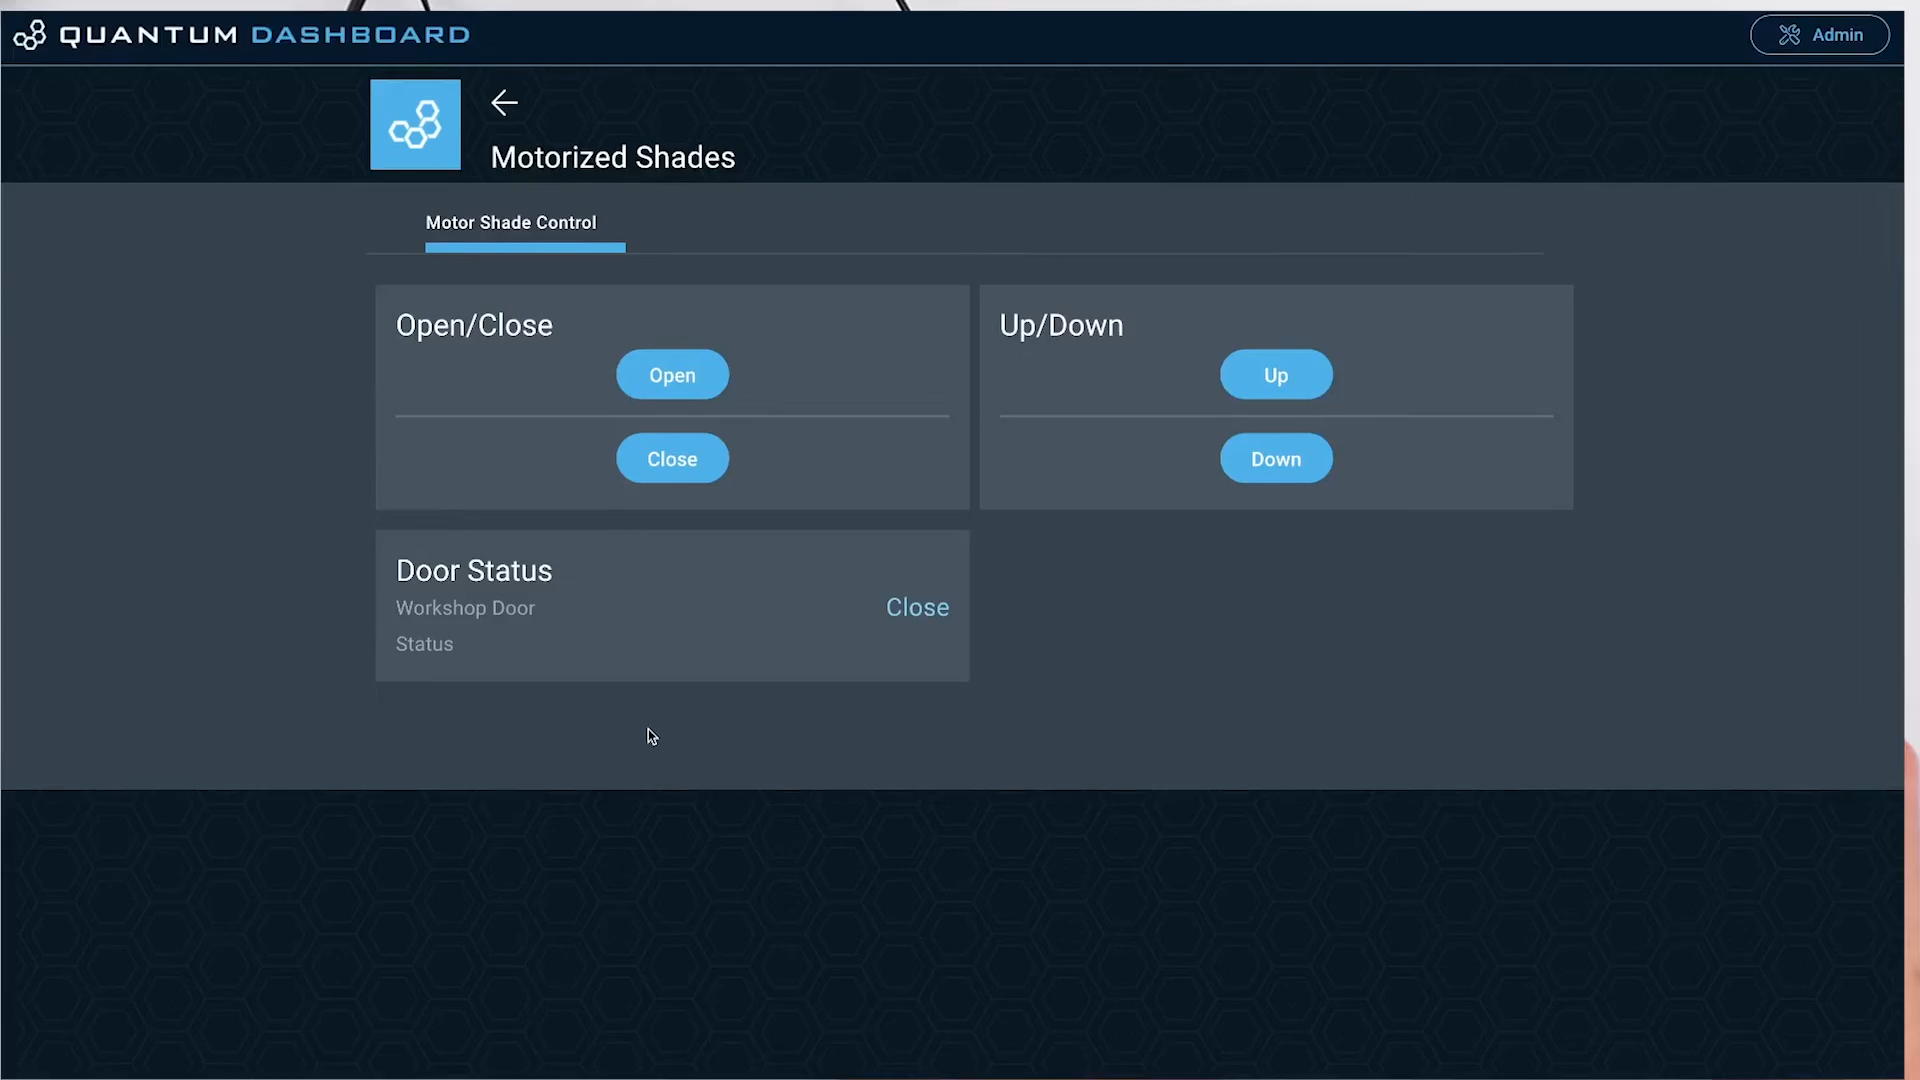 QUANTUM DASHBOARD
Admin
Motorized Shades
Motor Shade Control
Open/Close
Open
Close
Up/Down
Up
Down
Door Status
Workshop Door
Status
Close